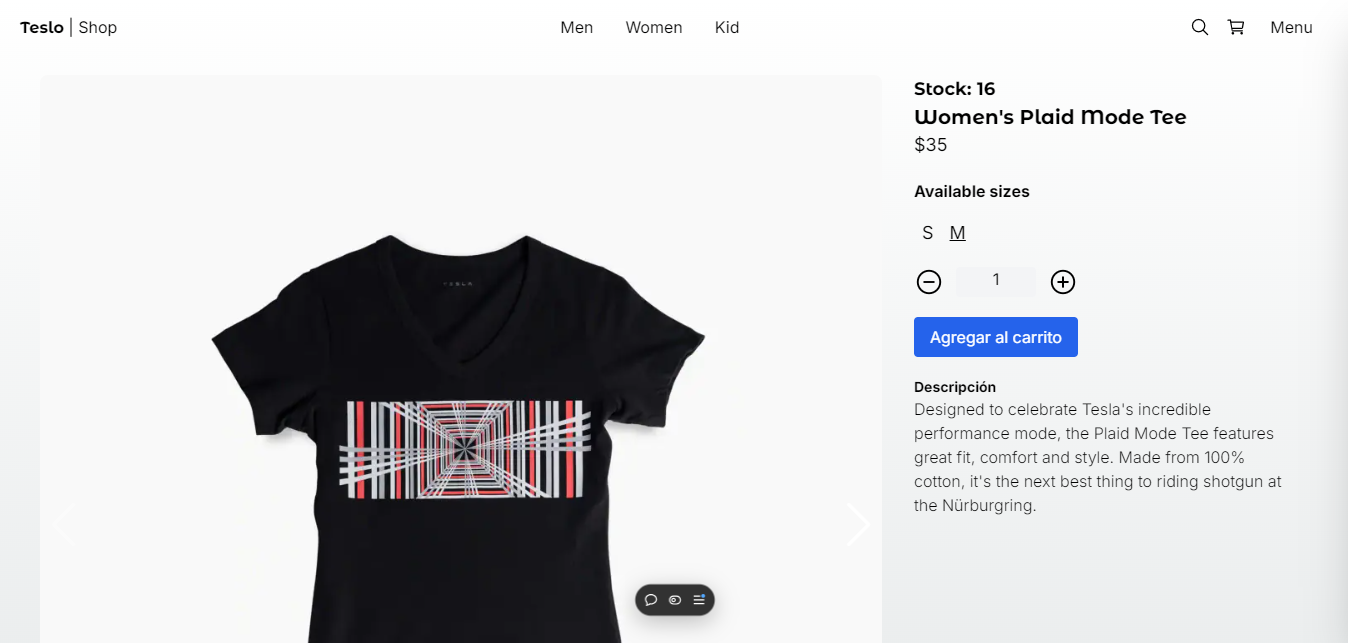 Teslo | Shop
Men
Women
Kid
Menu
Stock: 16
Women's Plaid Mode Tee
$35
Available sizes
S M
1
Agregar al carrito
Descripción
Designed to celebrate Tesla's incredible
performance mode, the Plaid Mode Tee features
great fit, comfort and style. Made from 100%
cotton, it's the next best thing to riding shotgun at
the Nürburgring.
TESLA